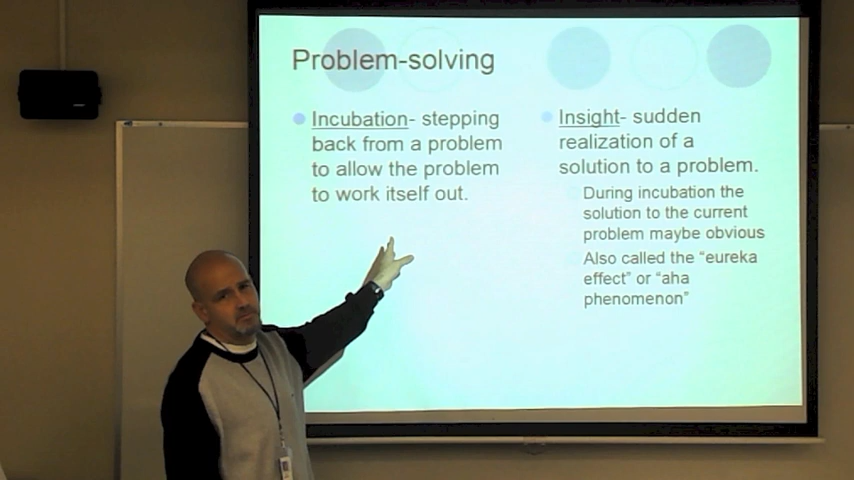 Problem-solving
Incubation- stepping
back from a problem
to allow the problem
to work itself out.
Insight- sudden
realization of a
solution to a problem.
During incubation the
solution to the current
problem maybe obvious
Also called the “eureka
effect” or “aha
phenomenon”